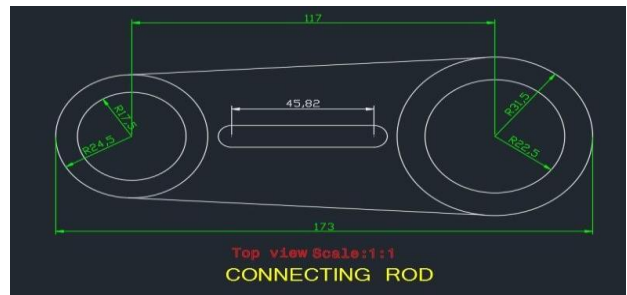 117
45,82
R17,5
R24,5
R31,5
R22,5
173
Top view Scale:1:1
CONNECTING ROD